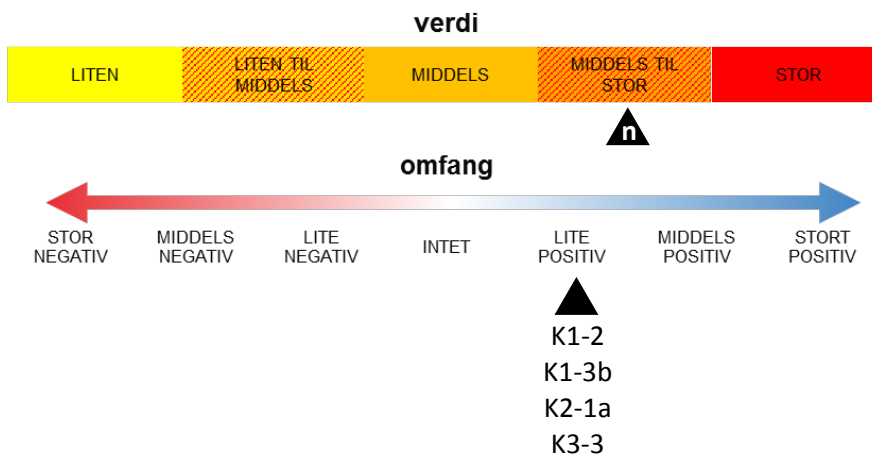 verdi
LITEN
LITEN TIL
MIDDELS
MIDDELS
MIDDELS TIL
STOR
STOR
n
omfang
STOR
NEGATIV
MIDDELS
NEGATIV
LITE
NEGATIV
INTET
LITE
POSITIV
MIDDELS
POSITIV
STORT
POSITIV
K1-2
K1-3b
K2-1a
K3-3